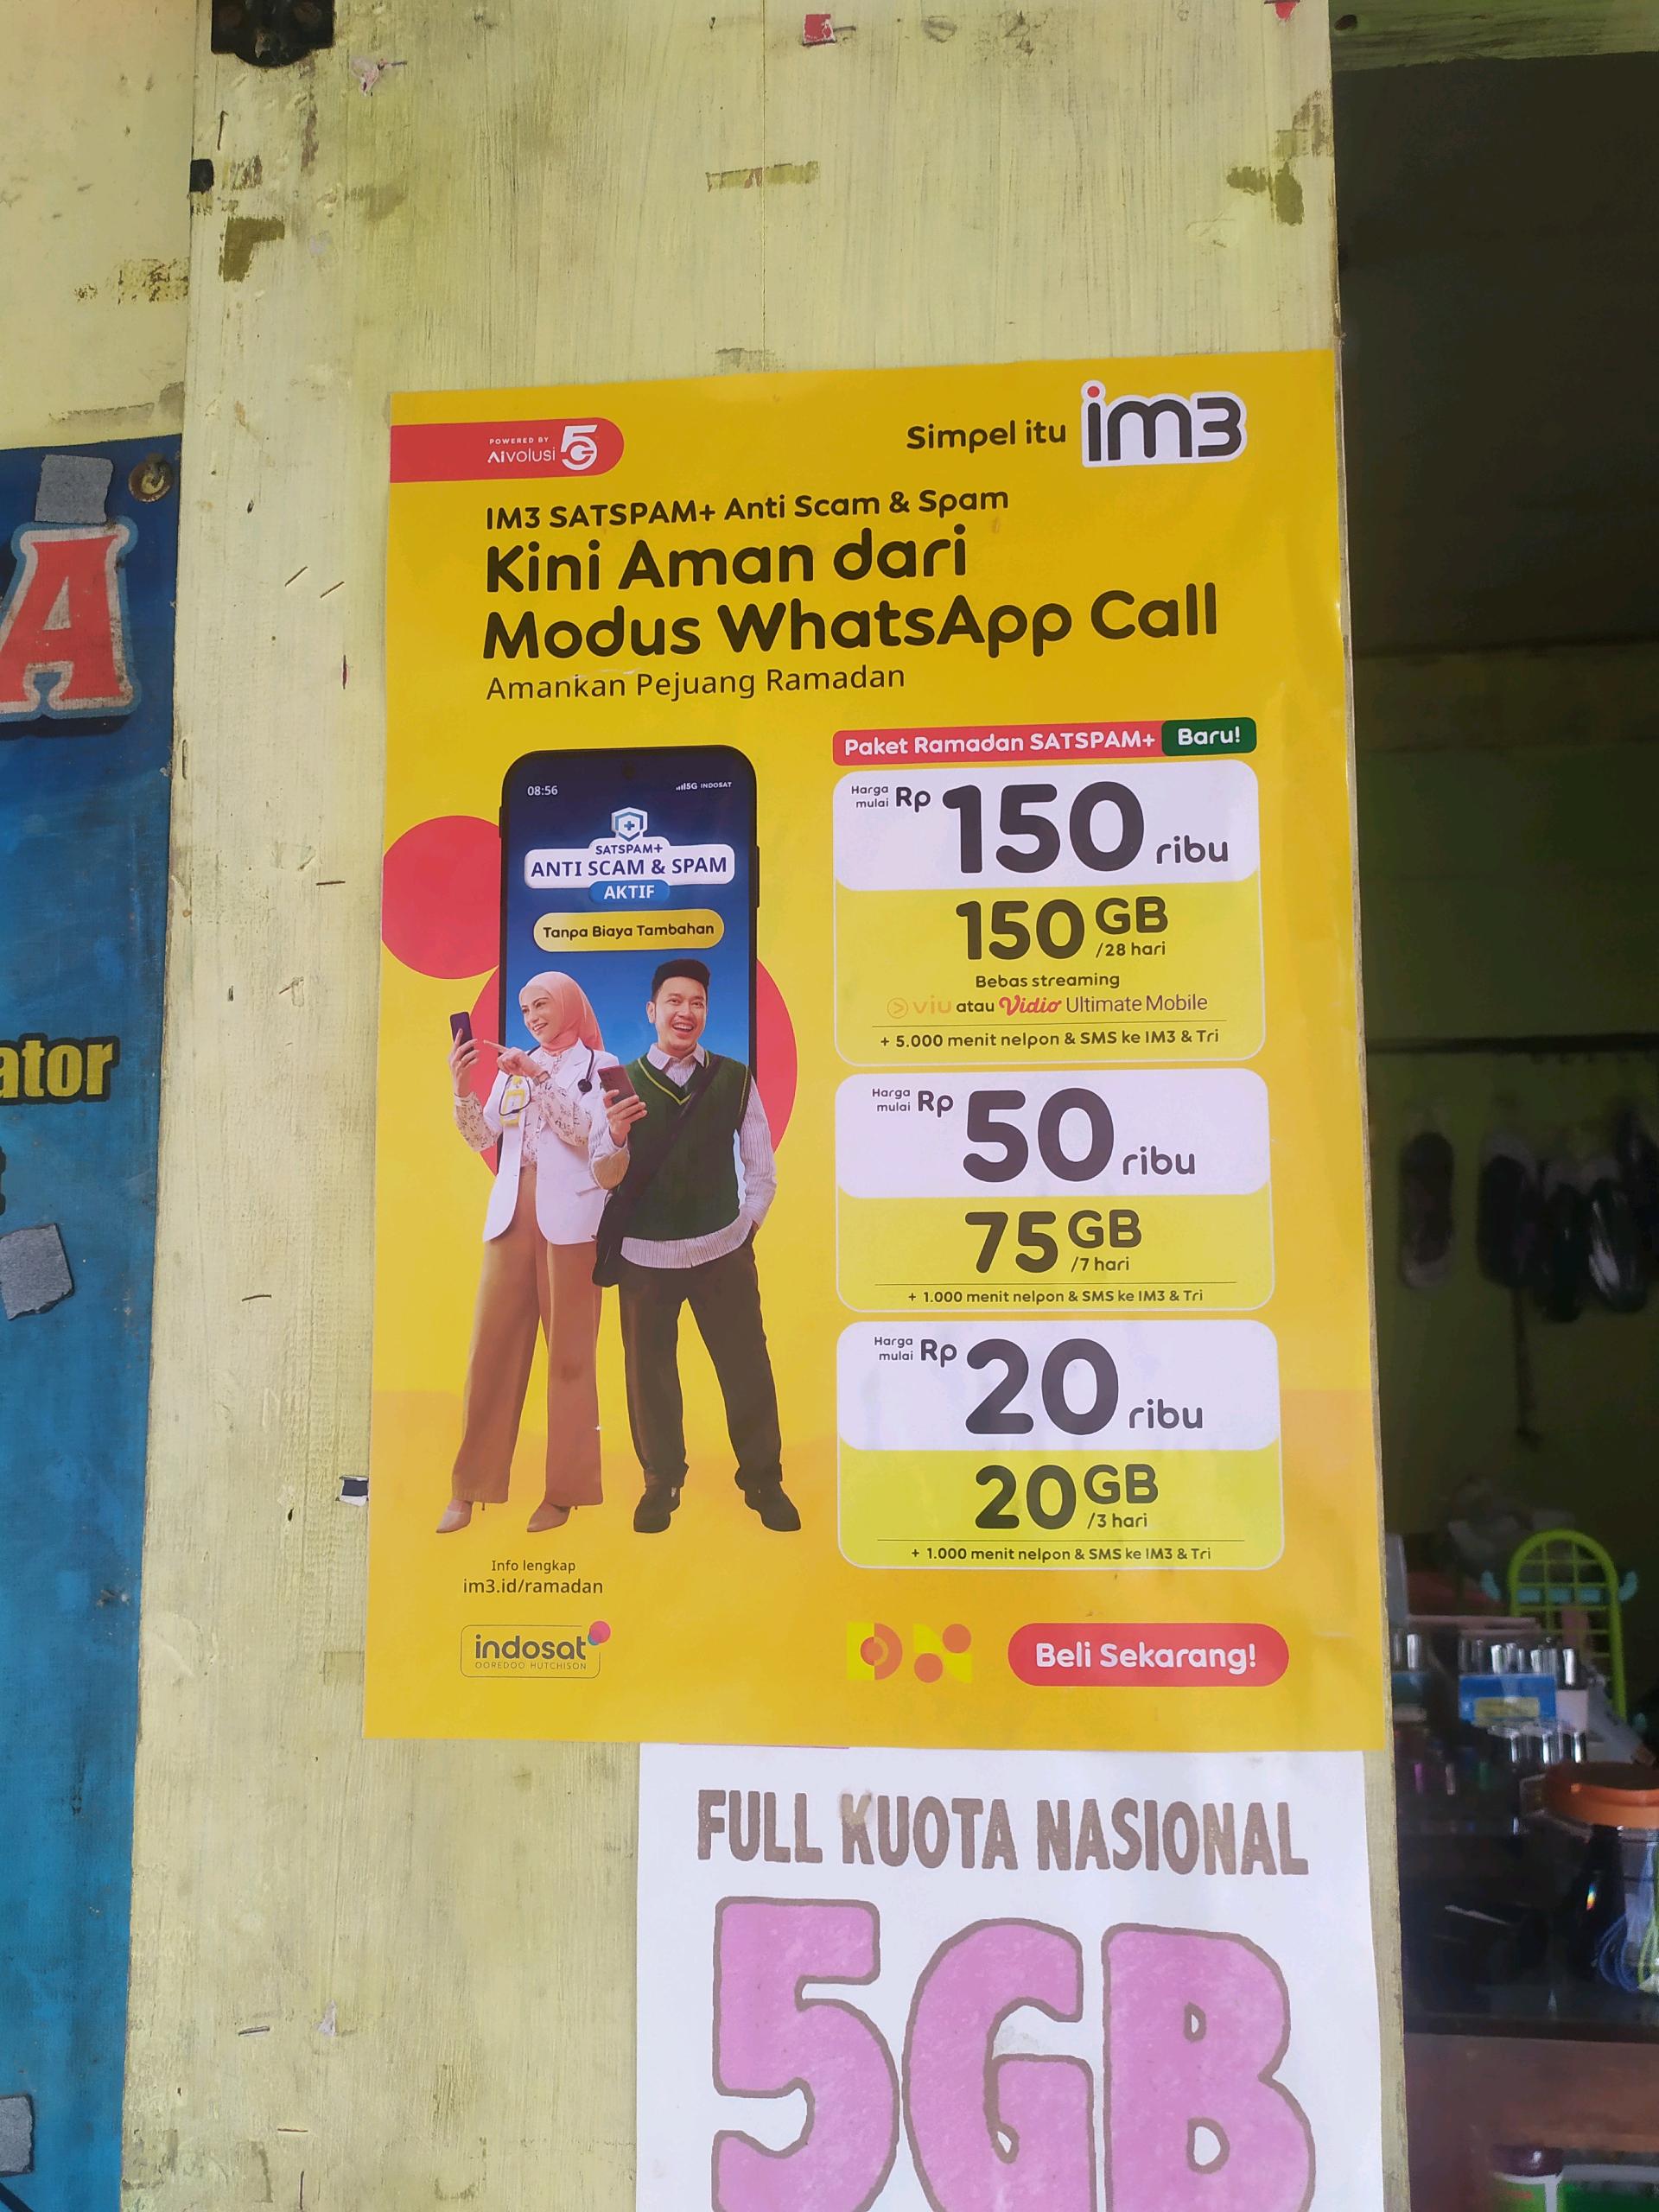 A
ator
POWERED BY
AIvolusi 5G
Simpel itu im3
IM3 SATSPAM+ Anti Scam & Spam
Kini Aman dari
Modus WhatsApp Call
Amankan Pejuang Ramadan
08:56 5G INDOSAT
SATSPAM+
ANTI SCAM & SPAM
AKTIF
Tanpa Biaya Tambahan
Paket Ramadan SATSPAM+ Baru!
Harga mulai Rp 150 ribu
150 GB
/28 hari
Bebas streaming
viu atau Vidio Ultimate Mobile
+ 5.000 menit nelpon & SMS ke IM3 & Tri
Harga mulai Rp 50 ribu
75 GB
/7 hari
+ 1.000 menit nelpon & SMS ke IM3 & Tri
Harga mulai Rp 20 ribu
20 GB
/3 hari
+ 1.000 menit nelpon & SMS ke IM3 & Tri
Info lengkap
im3.id/ramadan
indosat
OOREDOO HUTCHISON
Beli Sekarang!
FULL KUOTA NASIONAL
5GB